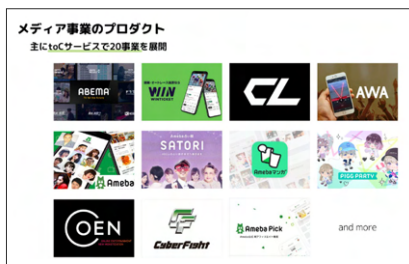 メディア事業のプロダクト
主にtoCサービスで20事業を展開
ABEMA
WIN
WINTICKET
CL
AWA
Ameba
SATORI
Amebaマンガ
PIGG PARTY
COEN
CyberFight
Ameba Pick
and more